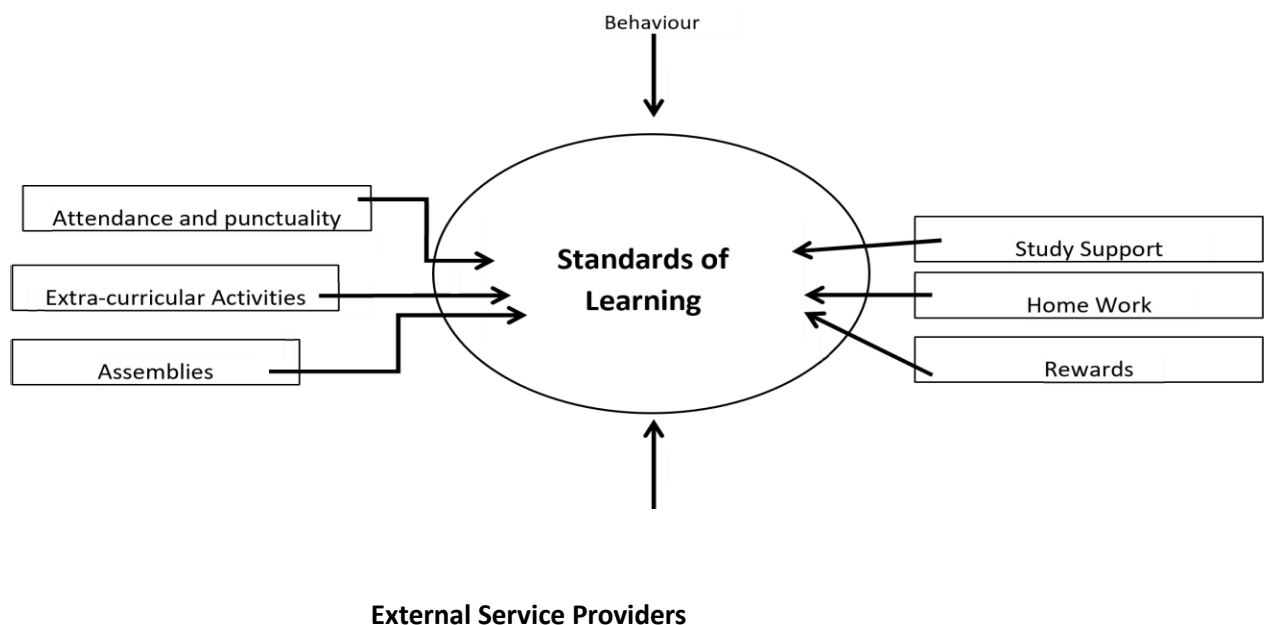 Behaviour
Attendance and punctuality
Extra-curricular Activities
Assemblies
Standards of
Learning
Study Support
Home Work
Rewards
External Service Providers